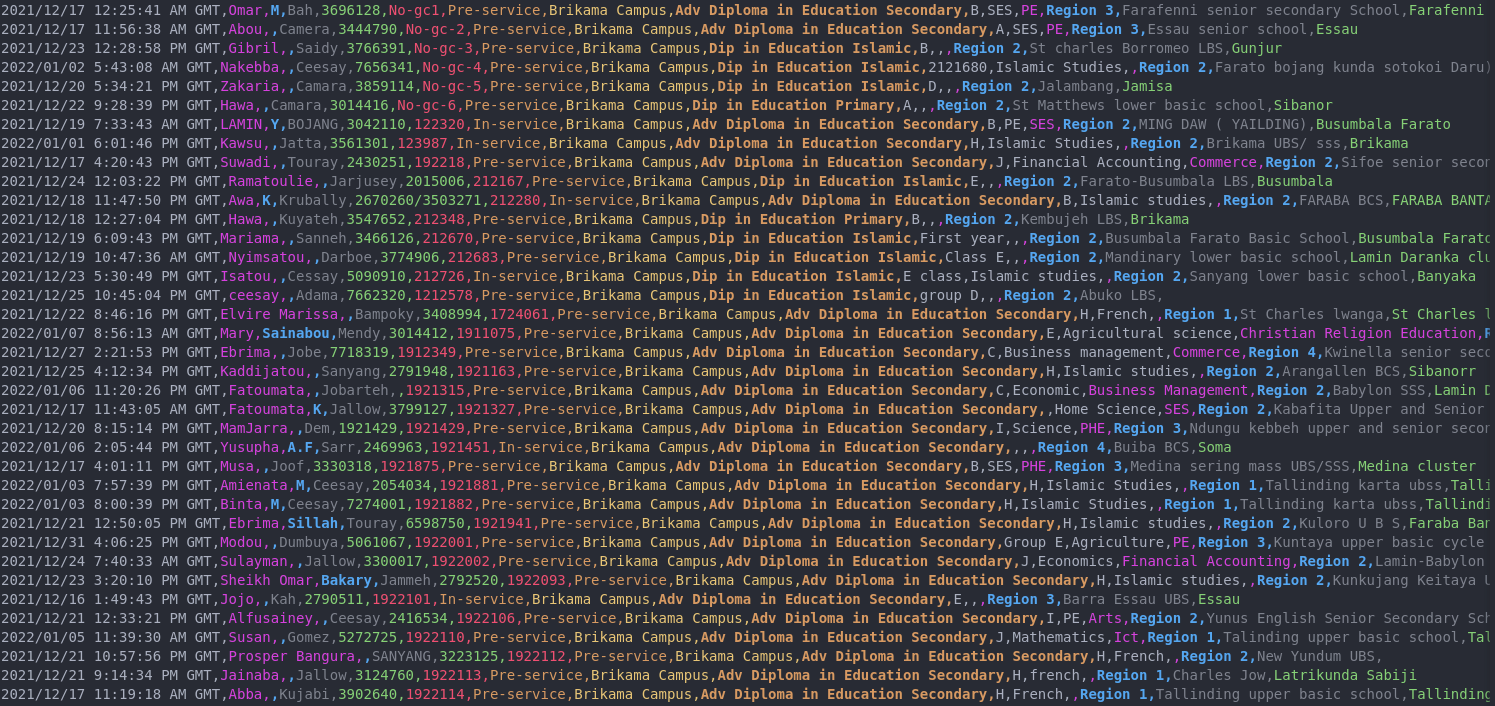 2021/12/17 12:25:41 AM GMT,Omar,M,Bah,3696128,No-gc1,Pre-service,Brikama Campus,Adv Diploma in Education Secondary,B,SES,PE,Region 3,Farafenni senior secondary School,Farafenni
2021/12/17 11:56:38 AM GMT,Abou,,Camera,3444790,No-gc-2,Pre-service,Brikama Campus,Adv Diploma in Education Secondary,A,SES,PE,Region 3,Essau senior school,Essau
2021/12/23 12:28:58 PM GMT,Gibril,,Saidy,3766391,No-gc-3,Pre-service,Brikama Campus,Dip in Education Islamic,B,,,Region 2,St charles Borromeo LBS,Gunjur
2022/01/02 5:43:08 AM GMT,Nakebba,,Ceesay,7656341,No-gc-4,Pre-service,Brikama Campus,Dip in Education Islamic,2121680,Islamic Studies,,Region 2,Farato bojang kunda sotokoi Daru)
2021/12/20 5:34:21 PM GMT,Zakaria,,Camara,3859114,No-gc-5,Pre-service,Brikama Campus,Dip in Education Islamic,D,,,Region 2,Jalambang,Jamisa
2021/12/22 9:28:39 PM GMT,Hawa,,Camara,3014416,No-gc-6,Pre-service,Brikama Campus,Dip in Education Primary,A,,,Region 2,St Matthews lower basic school,Sibanor
2021/12/19 7:33:43 AM GMT,LAMIN,Y,BOJANG,3042110,122320,In-service,Brikama Campus,Adv Diploma in Education Secondary,B,PE,SES,Region 2,MING DAW ( YAILDING),Busumbala Farato
2022/01/01 6:01:46 PM GMT,Kawsu,,Jatta,3561301,123987,In-service,Brikama Campus,Adv Diploma in Education Secondary,H,Islamic Studies,,Region 2,Brikama UBS/ sss,Brikama
2021/12/17 4:20:43 PM GMT,Suwadi,,Touray,2430251,192218,Pre-service,Brikama Campus,Adv Diploma in Education Secondary,J,Financial Accounting,Commerce,Region 2,Sifoe senior secon
2021/12/24 12:03:22 PM GMT,Ramatoulie,,Jarjusey,2015006,212167,Pre-service,Brikama Campus,Dip in Education Islamic,E,,,Region 2,Farato-Busumbala LBS,Busumbala
2021/12/18 11:47:50 PM GMT,Awa,K,Krubally,2670260/3503271,212280,In-service,Brikama Campus,Adv Diploma in Education Secondary,B,Islamic studies,,Region 2,FARABA BCS,FARABA BANTA
2021/12/18 12:27:04 PM GMT,Hawa,,Kuyateh,3547652,212348,Pre-service,Brikama Campus,Dip in Education Primary,B,,,Region 2,Kembujeh LBS,Brikama
2021/12/19 6:09:43 PM GMT,Mariama,,Sanneh,3466126,212670,Pre-service,Brikama Campus,Dip in Education Islamic,First year,,,Region 2,Busumbala Farato Basic School,Busumbala Farato
2021/12/19 10:47:36 AM GMT,Nyimsatou,,Darboe,3774906,212683,Pre-service,Brikama Campus,Dip in Education Islamic,Class E,,,Region 2,Mandinary lower basic school,Lamin Daranka clu
2021/12/23 5:30:49 PM GMT,Isatou,,Cessay,5090910,212726,In-service,Brikama Campus,Dip in Education Islamic,E class,Islamic studies,,Region 2,Sanyang lower basic school,Banyaka
2021/12/25 10:45:04 PM GMT,ceesay,,Adama,7662320,1212578,Pre-service,Brikama Campus,Dip in Education Islamic,group D,,,Region 2,Abuko LBS,
2021/12/22 8:46:16 PM GMT,Elvire Marissa,,Bampoky,3408994,1724061,Pre-service,Brikama Campus,Adv Diploma in Education Secondary,H,French,,Region 1,St Charles lwanga,St Charles l
2022/01/07 8:56:13 AM GMT,Mary,Sainabou,Mendy,3014412,1911075,Pre-service,Brikama Campus,Adv Diploma in Education Secondary,E,Agricultural science,Christian Religion Education,R
2021/12/27 2:21:53 PM GMT,Ebrima,,Jobe,7718319,1912349,Pre-service,Brikama Campus,Adv Diploma in Education Secondary,C,Business management,Commerce,Region 4,Kwinella senior seco
2021/12/25 4:12:34 PM GMT,Kaddijatou,,Sanyang,2791948,1921163,Pre-service,Brikama Campus,Adv Diploma in Education Secondary,H,Islamic studies,,Region 2,Arangallen BCS,Sibanorr
2022/01/06 11:20:26 PM GMT,Fatoumata,,Jobarteh,,1921315,Pre-service,Brikama Campus,Adv Diploma in Education Secondary,C,Economic,Business Management,Region 2,Babylon SSS,Lamin D
2021/12/17 11:43:05 AM GMT,Fatoumata,K,Jallow,3799127,1921327,Pre-service,Brikama Campus,Adv Diploma in Education Secondary,,Home Science,SES,Region 2,Kabafita Upper and Senior
2021/12/20 8:15:14 PM GMT,MamJarra,,Dem,1921429,1921429,Pre-service,Brikama Campus,Adv Diploma in Education Secondary,I,Science,PHE,Region 3,Ndungu kebbeh upper and senior secon
2022/01/06 2:05:44 PM GMT,Yusupha,A.F,Sarr,2469963,1921451,In-service,Brikama Campus,Adv Diploma in Education Secondary,,,,Region 4,Buiba BCS,Soma
2021/12/17 4:01:11 PM GMT,Musa,,Joof,3330318,1921875,Pre-service,Brikama Campus,Adv Diploma in Education Secondary,B,SES,PHE,Region 3,Medina sering mass UBS/SSS,Medina cluster
2022/01/03 7:57:39 PM GMT,Amienata,M,Ceesay,2054034,1921881,Pre-service,Brikama Campus,Adv Diploma in Education Secondary,H,Islamic Studies,,Region 1,Tallinding karta ubss,Talli
2022/01/03 8:00:39 PM GMT,Binta,M,Ceesay,7274001,1921882,Pre-service,Brikama Campus,Adv Diploma in Education Secondary,H,Islamic Studies,,Region 1,Tallinding karta ubss,Tallindi
2021/12/21 12:50:05 PM GMT,Ebrima,Sillah,Touray,6598750,1921941,Pre-service,Brikama Campus,Adv Diploma in Education Secondary,H,Islamic studies,,Region 2,Kuloro U B S,Faraba Ban
2021/12/31 4:06:25 PM GMT,Modou,,Dumbuya,5061067,1922001,Pre-service,Brikama Campus,Adv Diploma in Education Secondary,Group E,Agriculture,PE,Region 3,Kuntaya upper basic cycle
2021/12/24 7:40:33 AM GMT,Sulayman,,Jallow,3300017,1922002,Pre-service,Brikama Campus,Adv Diploma in Education Secondary,J,Economics,Financial Accounting,Region 2,Lamin-Babylon
2021/12/23 3:20:10 PM GMT,Sheikh Omar,Bakary,Jammeh,2792520,1922093,Pre-service,Brikama Campus,Adv Diploma in Education Secondary,H,Islamic studies,,Region 2,Kunkujang Keitaya U
2021/12/16 1:49:43 PM GMT,Jojo,,Kah,2790511,1922101,In-service,Brikama Campus,Adv Diploma in Education Secondary,E,,,Region 3,Barra Essau UBS,Essau
2021/12/21 12:33:21 PM GMT,Alfusainey,,Ceesay,2416534,1922106,Pre-service,Brikama Campus,Adv Diploma in Education Secondary,I,PE,Arts,Region 2,Yunus English Senior Secondary Sch
2022/01/05 11:39:30 AM GMT,Susan,,Gomez,5272725,1922110,Pre-service,Brikama Campus,Adv Diploma in Education Secondary,J,Mathematics,Ict,Region 1,Talinding upper basic school,Tal
2021/12/21 10:57:56 PM GMT,Prosper Bangura,,SANYANG,3223125,1922112,Pre-service,Brikama Campus,Adv Diploma in Education Secondary,H,French,,Region 2,New Yundum UBS,
2021/12/21 9:14:34 PM GMT,Jainaba,,Jallow,3124760,1922113,Pre-service,Brikama Campus,Adv Diploma in Education Secondary,H,french,,Region 1,Charles Jow,Latrikunda Sabiji
2021/12/17 11:19:18 AM GMT,Abba,,Kujabi,3902640,1922114,Pre-service,Brikama Campus,Adv Diploma in Education Secondary,H,French,,Region 1,Tallinding upper basic school,Tallinding